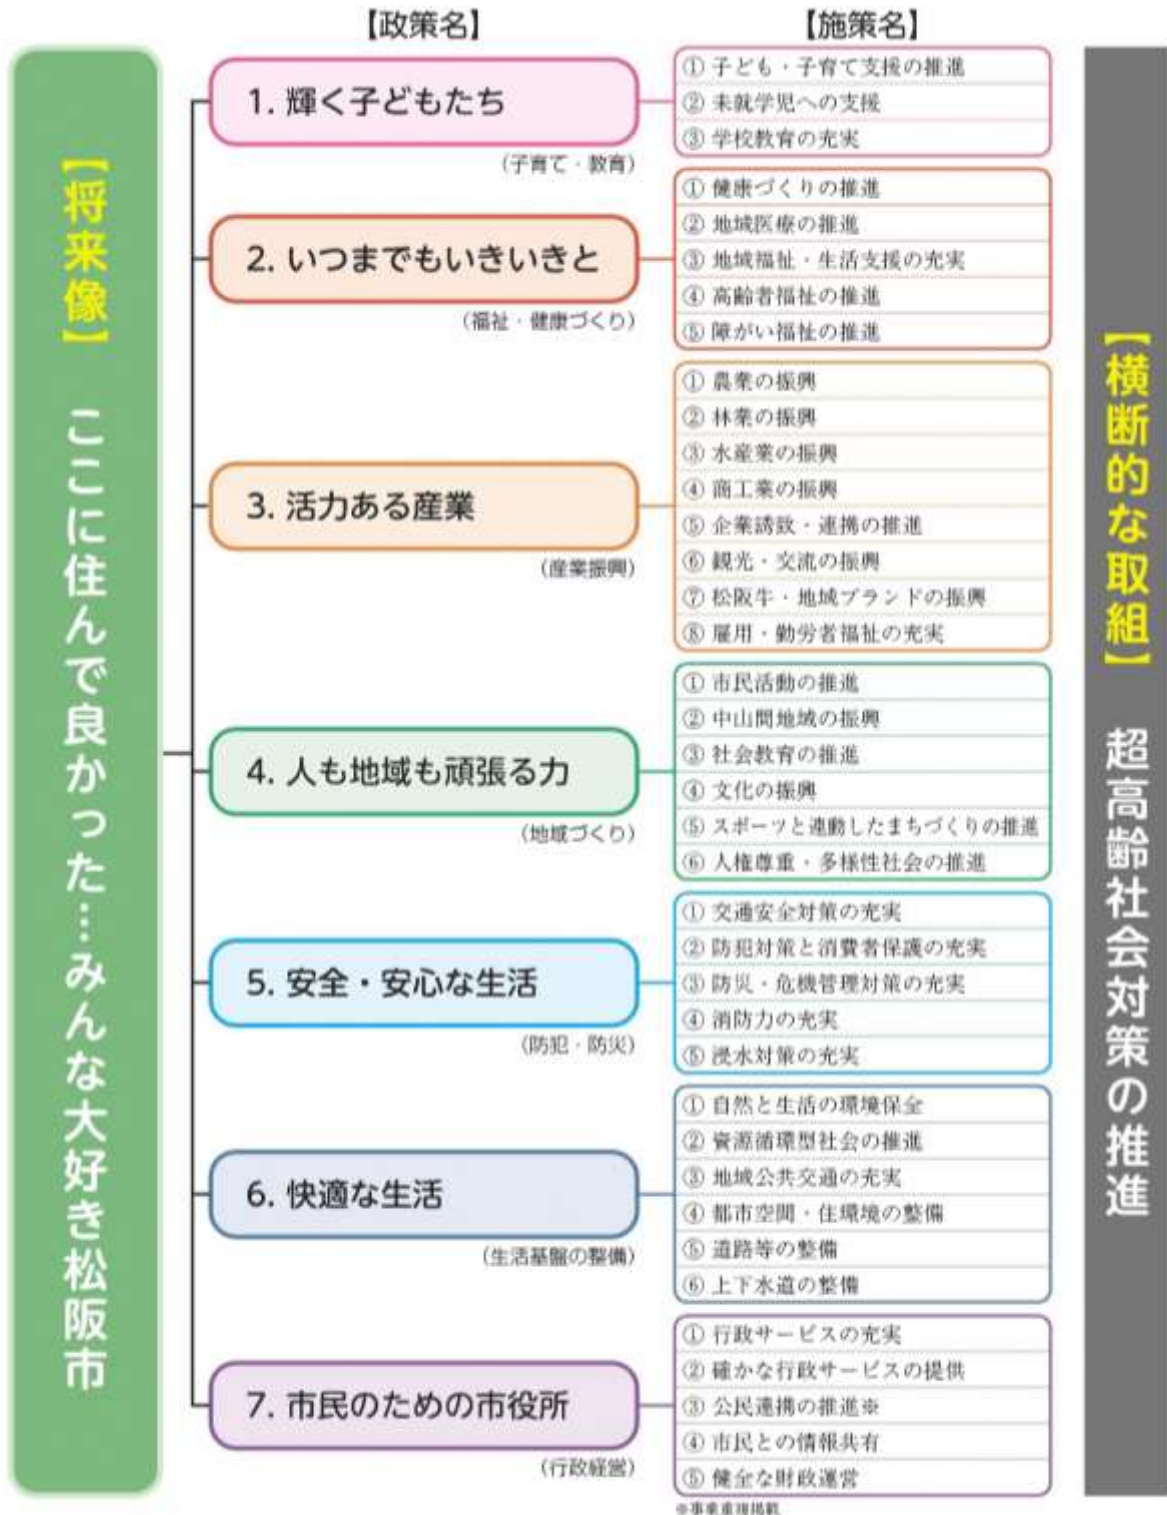 【政策名】
【施策名】
【将来像】 ここに住んで良かった…みんな大好き松阪市
1. 輝く子どもたち
(子育て・教育)
① 子ども・子育て支援の推進
② 未就学児への支援
③ 学校教育の充実
2. いつまでもいきいきと
(福祉・健康づくり)
① 健康づくりの推進
② 地域医療の推進
③ 地域福祉・生活支援の充実
④ 高齢者福祉の推進
⑤ 障がい福祉の推進
3. 活力ある産業
(産業振興)
① 農業の振興
② 林業の振興
③ 水産業の振興
④ 商工業の振興
⑤ 企業誘致・連携の推進
⑥ 観光・交流の振興
⑦ 松阪牛・地域ブランドの振興
⑧ 雇用・勤労者福祉の充実
4. 人も地域も頑張る力
(地域づくり)
① 市民活動の推進
② 中山間地域の振興
③ 社会教育の推進
④ 文化の振興
⑤ スポーツと連動したまちづくりの推進
⑥ 人権尊重・多様性社会の推進
5. 安全・安心な生活
(防犯・防災)
① 交通安全対策の充実
② 防犯対策と消費者保護の充実
③ 防災・危機管理対策の充実
④ 消防力の充実
⑤ 浸水対策の充実
6. 快適な生活
(生活基盤の整備)
① 自然と生活の環境保全
② 資源循環型社会の推進
③ 地域公共交通の充実
④ 都市空間・住環境の整備
⑤ 道路等の整備
⑥ 上下水道の整備
7. 市民のための市役所
(行政経営)
① 行政サービスの充実
② 確かな行政サービスの提供
③ 公民連携の推進※
④ 市民との情報共有
⑤ 健全な財政運営
※事業重複掲載
【横断的な取組】 超高齢社会対策の推進